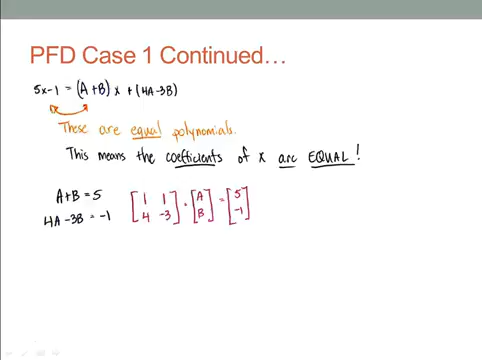 PFD Case 1 Continued…
5x-1 = (A+B) x + (4A-3B)
These are equal polynomials.
This means the coefficients of x are EQUAL!
A+B = 5
4A-3B = -1
[1 1
4 -3] · [A
B] = [5
-1]